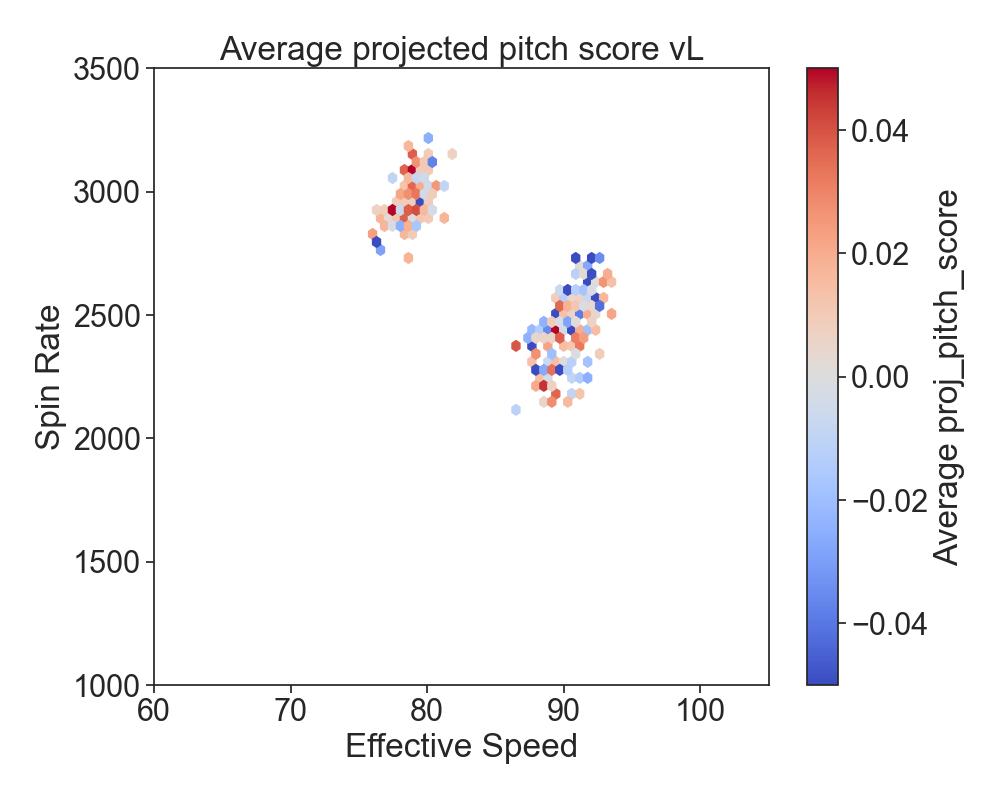 Average projected pitch score vL
3500
3000
2500
2000
1500
1000
Spin Rate
60 70 80 90 100
Effective Speed
0.04
0.02
0.00
−0.02
−0.04
Average proj_pitch_score